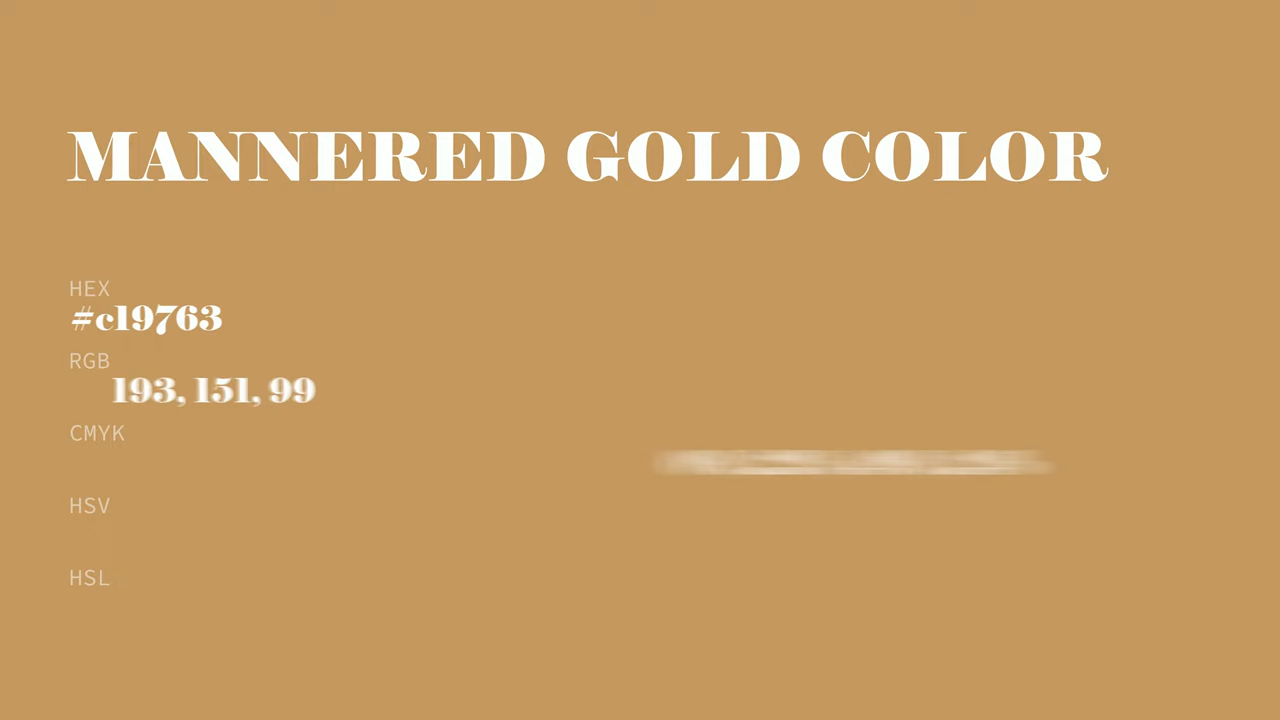 MANNERED GOLD COLOR
HEX
#c19763
RGB
193, 151, 99
CMYK
HSV
HSL